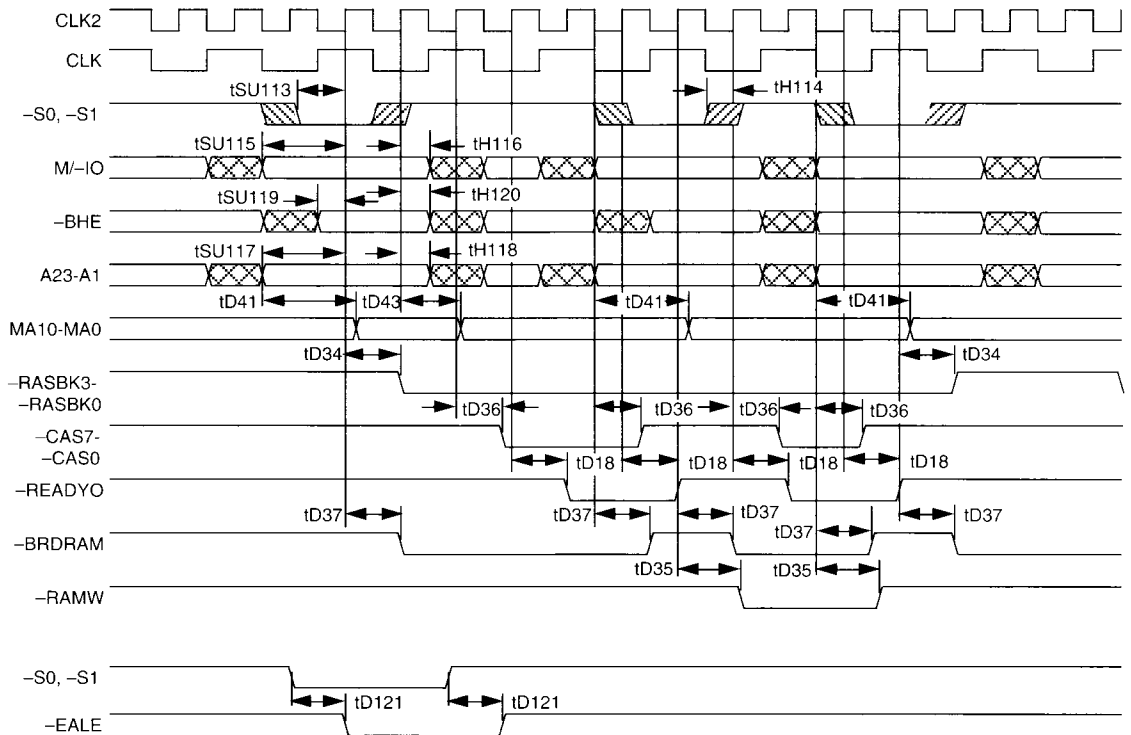 CLK2
CLK
tSU113
tH114
–S0, –S1
tSU115
tH116
M/–IO
tSU119
tH120
–BHE
tSU117
tH118
A23-A1
tD41
tD43
tD41
tD41
MA10-MA0
tD34
tD34
–RASBK3-
–RASBK0
tD36
tD36
tD36
tD36
–CAS7-
–CAS0
tD18
tD18
tD18
tD18
–READYO
tD37
tD37
tD37
tD37
tD37
–BRDRAM
tD35
tD35
–RAMW
–S0, –S1
tD121
tD121
–EALE